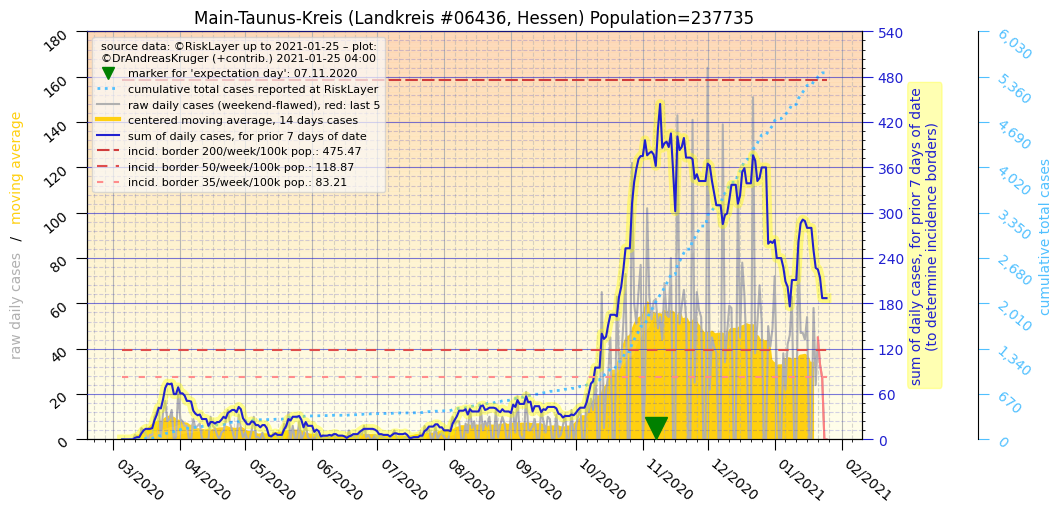 Main-Taunus-Kreis (Landkreis #06436, Hessen) Population=237735
source data: ©RiskLayer up to 2021-01-25 – plot:
©DrAndreasKruger (+contrib.) 2021-01-25 04:00
marker for 'expectation day': 07.11.2020
cumulative total cases reported at RiskLayer
raw daily cases (weekend-flawed), red: last 5
centered moving average, 14 days cases
sum of daily cases, for prior 7 days of date
incid. border 200/week/100k pop.: 475.47
incid. border 50/week/100k pop.: 118.87
incid. border 35/week/100k pop.: 83.21
raw daily cases / moving average
180
160
140
120
100
80
60
40
20
0
03/2020
04/2020
05/2020
06/2020
07/2020
08/2020
09/2020
10/2020
11/2020
12/2020
01/2021
02/2021
540
480
420
360
300
240
180
120
60
0
sum of daily cases, for prior 7 days of date
(to determine incidence borders)
6,030
5,360
4,690
4,020
3,350
2,680
2,010
1,340
670
0
cumulative total cases